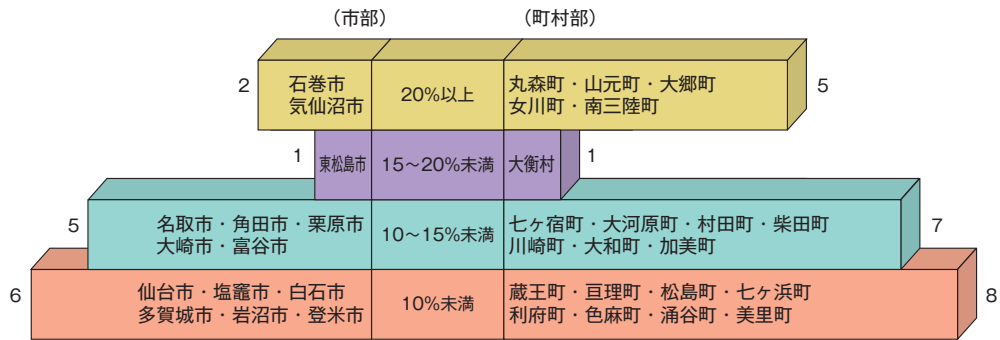 （市部）
（町村部）
2
石巻市
気仙沼市
20%以上
丸森町・山元町・大郷町
女川町・南三陸町
5
1
東松島市
15～20%未満
大衡村
1
5
名取市・角田市・栗原市
大崎市・富谷市
10～15%未満
七ヶ宿町・大河原町・村田町・柴田町
川崎町・大和町・加美町
7
6
仙台市・塩竈市・白石市
多賀城市・岩沼市・登米市
10%未満
蔵王町・亘理町・松島町・七ヶ浜町
利府町・色麻町・涌谷町・美里町
8